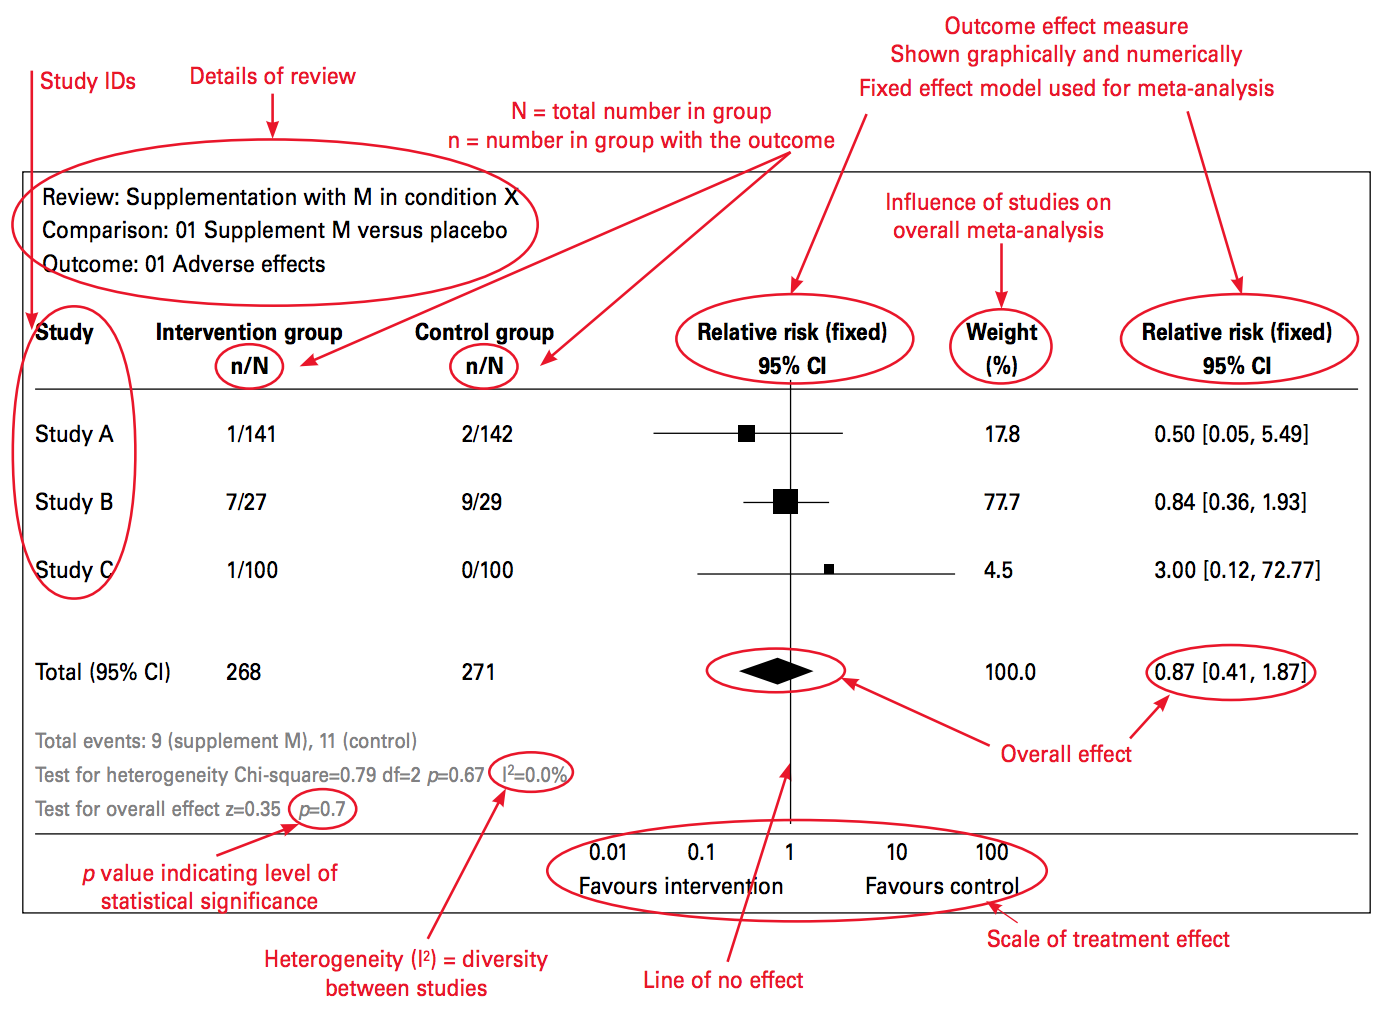 Outcome effect measure
Shown graphically and numerically
Fixed effect model used for meta-analysis
Study IDs
Details of review
N = total number in group
n = number in group with the outcome
Influence of studies on
overall meta-analysis
Review: Supplementation with M in condition X
Comparison: 01 Supplement M versus placebo
Outcome: 01 Adverse effects
Study Intervention group Control group Relative risk (fixed) Weight Relative risk (fixed)
n/N n/N 95% CI (%) 95% CI
Study A 1/141 2/142 17.8 0.50 [0.05, 5.49]
Study B 7/27 9/29 77.7 0.84 [0.36, 1.93]
Study C 1/100 0/100 4.5 3.00 [0.12, 72.77]
Total (95% CI) 268 271 100.0 0.87 [0.41, 1.87]
Total events: 9 (supplement M), 11 (control)
Test for heterogeneity Chi-square=0.79 df=2 p=0.67 I²=0.0%
Test for overall effect z=0.35 p=0.7
Overall effect
0.01 0.1 1 10 100
Favours intervention Favours control
p value indicating level of
statistical significance
Heterogeneity (I²) = diversity
between studies
Line of no effect
Scale of treatment effect